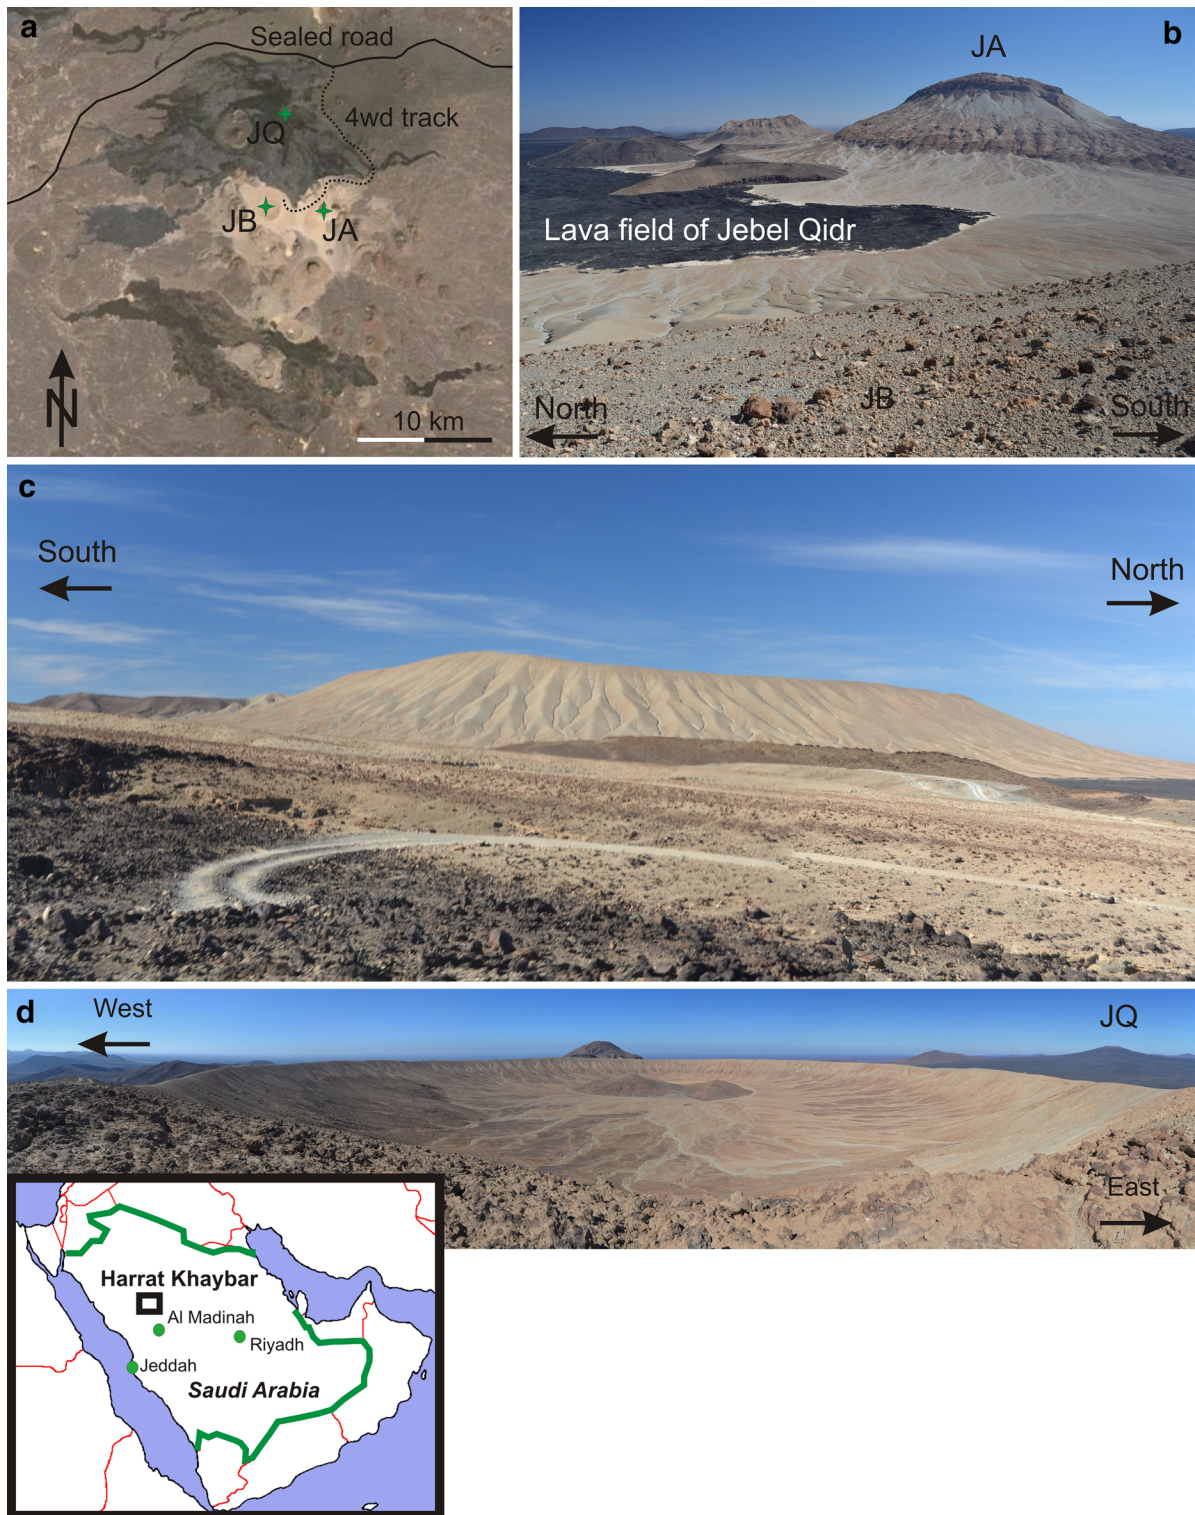 a
Sealed road
4wd track
JQ
JB
JA
N
10 km
b
JA
Lava field of Jebel Qidr
JB
North
South
c
South
North
d
West
JQ
East
Harrat Khaybar
Al Madinah
Riyadh
Jeddah
Saudi Arabia